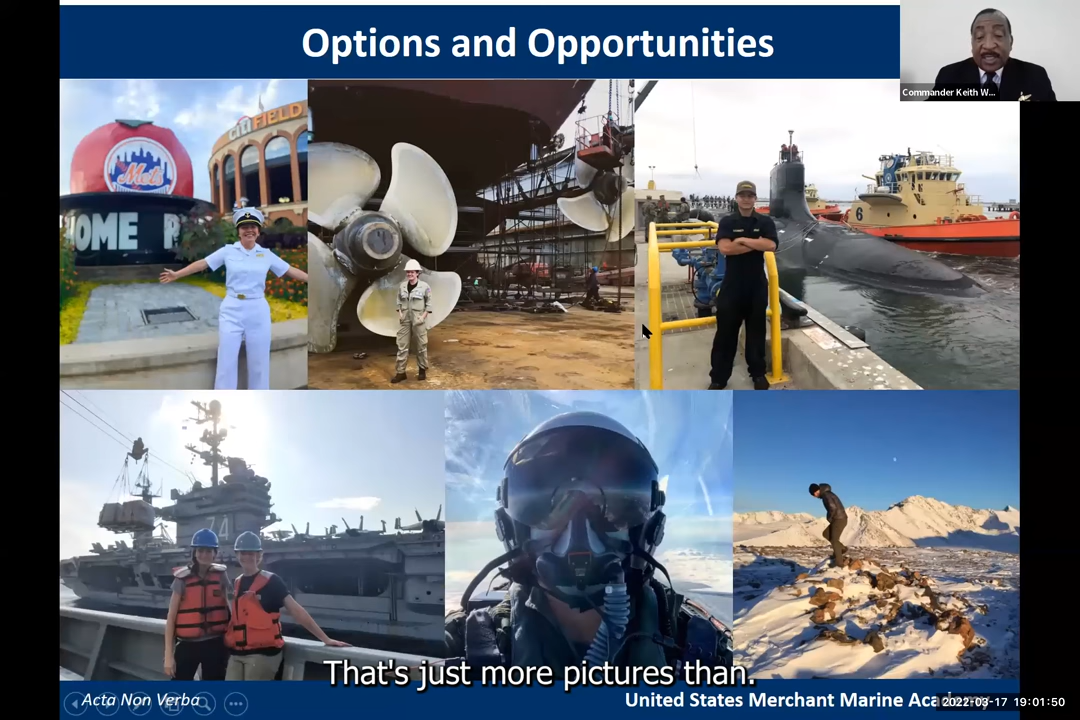 Options and Opportunities
Commander Keith W...
CITI FIELD
Mets
HOME R
6
74
That's just more pictures than.
Acta Non Verba
United States Merchant Marine Academy
2022-03-17 19:01:50